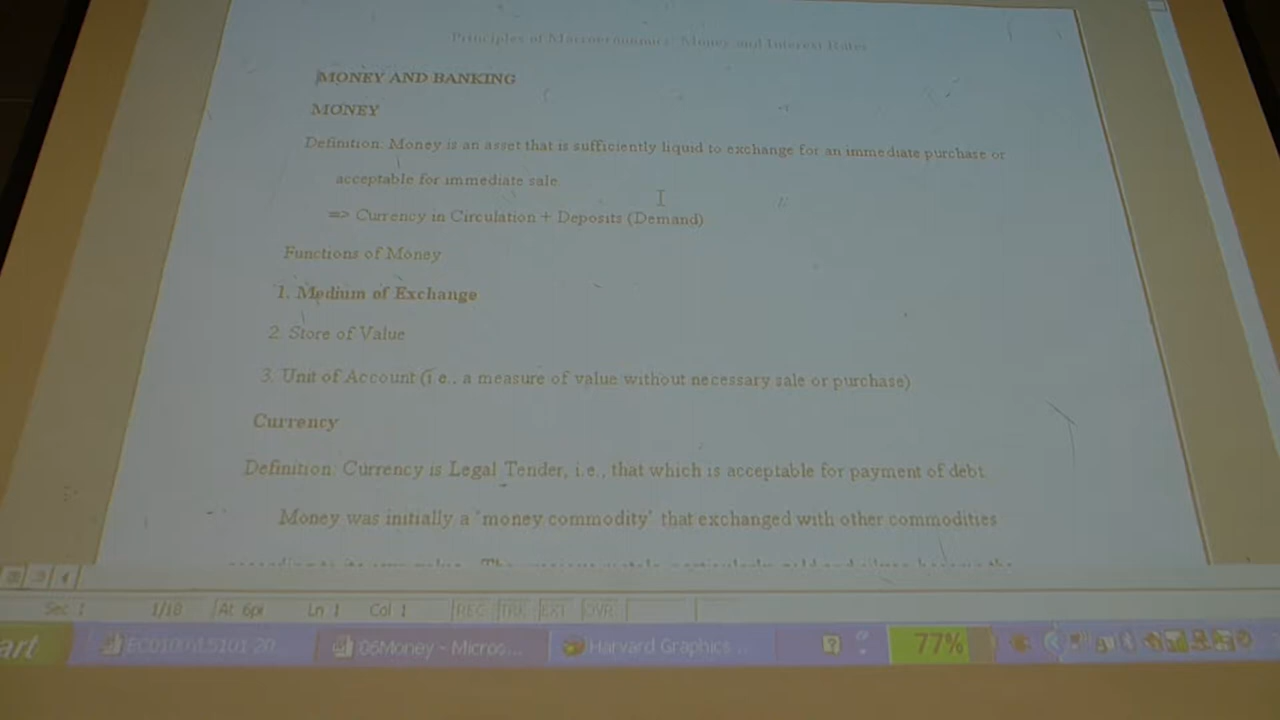 Principles of Macroeconomics: Money and Interest Rates
MONEY AND BANKING
MONEY
Definition: Money is an asset that is sufficiently liquid to exchange for an immediate purchase or
acceptable for immediate sale
=> Currency in Circulation + Deposits (Demand)
Functions of Money
1. Medium of Exchange
2. Store of Value
3. Unit of Account (i.e., a measure of value without necessary sale or purchase)
Currency
Definition: Currency is Legal Tender, i.e., that which is acceptable for payment of debt.
Money was initially a 'money commodity' that exchanged with other commodities
Sec 1 1/18 At 6pi Ln 1 Col 1 REC TRK EXT OVR
art 06Money - Micros... Harvard Graphics ... 77%